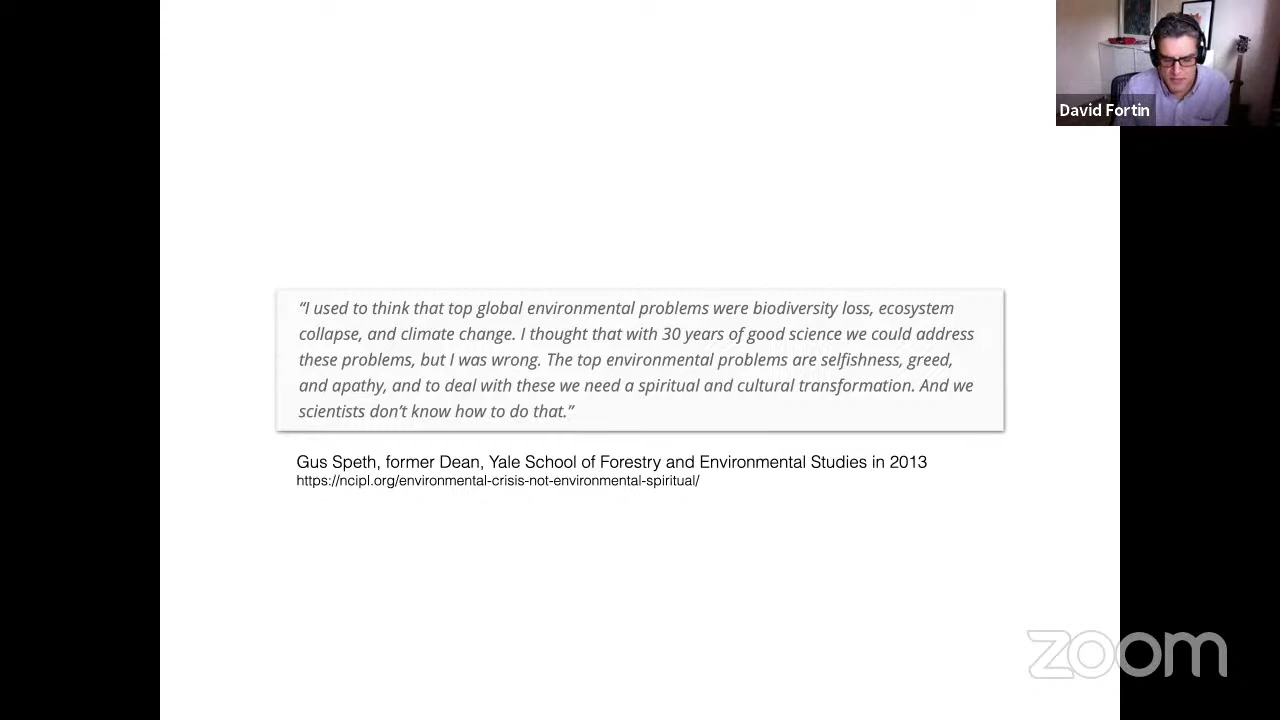 David Fortin
“I used to think that top global environmental problems were biodiversity loss, ecosystem
collapse, and climate change. I thought that with 30 years of good science we could address
these problems, but I was wrong. The top environmental problems are selfishness, greed,
and apathy, and to deal with these we need a spiritual and cultural transformation. And we
scientists don’t know how to do that.”
Gus Speth, former Dean, Yale School of Forestry and Environmental Studies in 2013
https://ncipl.org/environmental-crisis-not-environmental-spiritual/
zoom